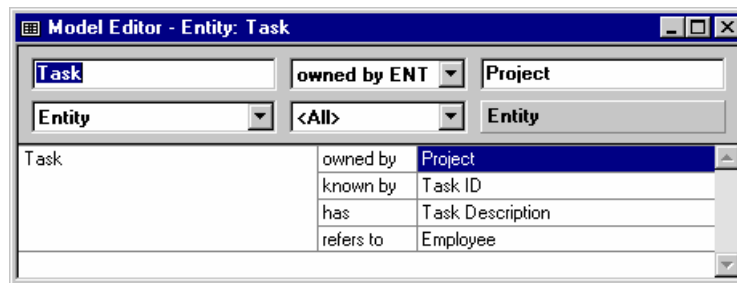 Model Editor - Entity: Task
Task owned by ENT Project
Entity <All> Entity
Task owned by Project
known by Task ID
has Task Description
refers to Employee